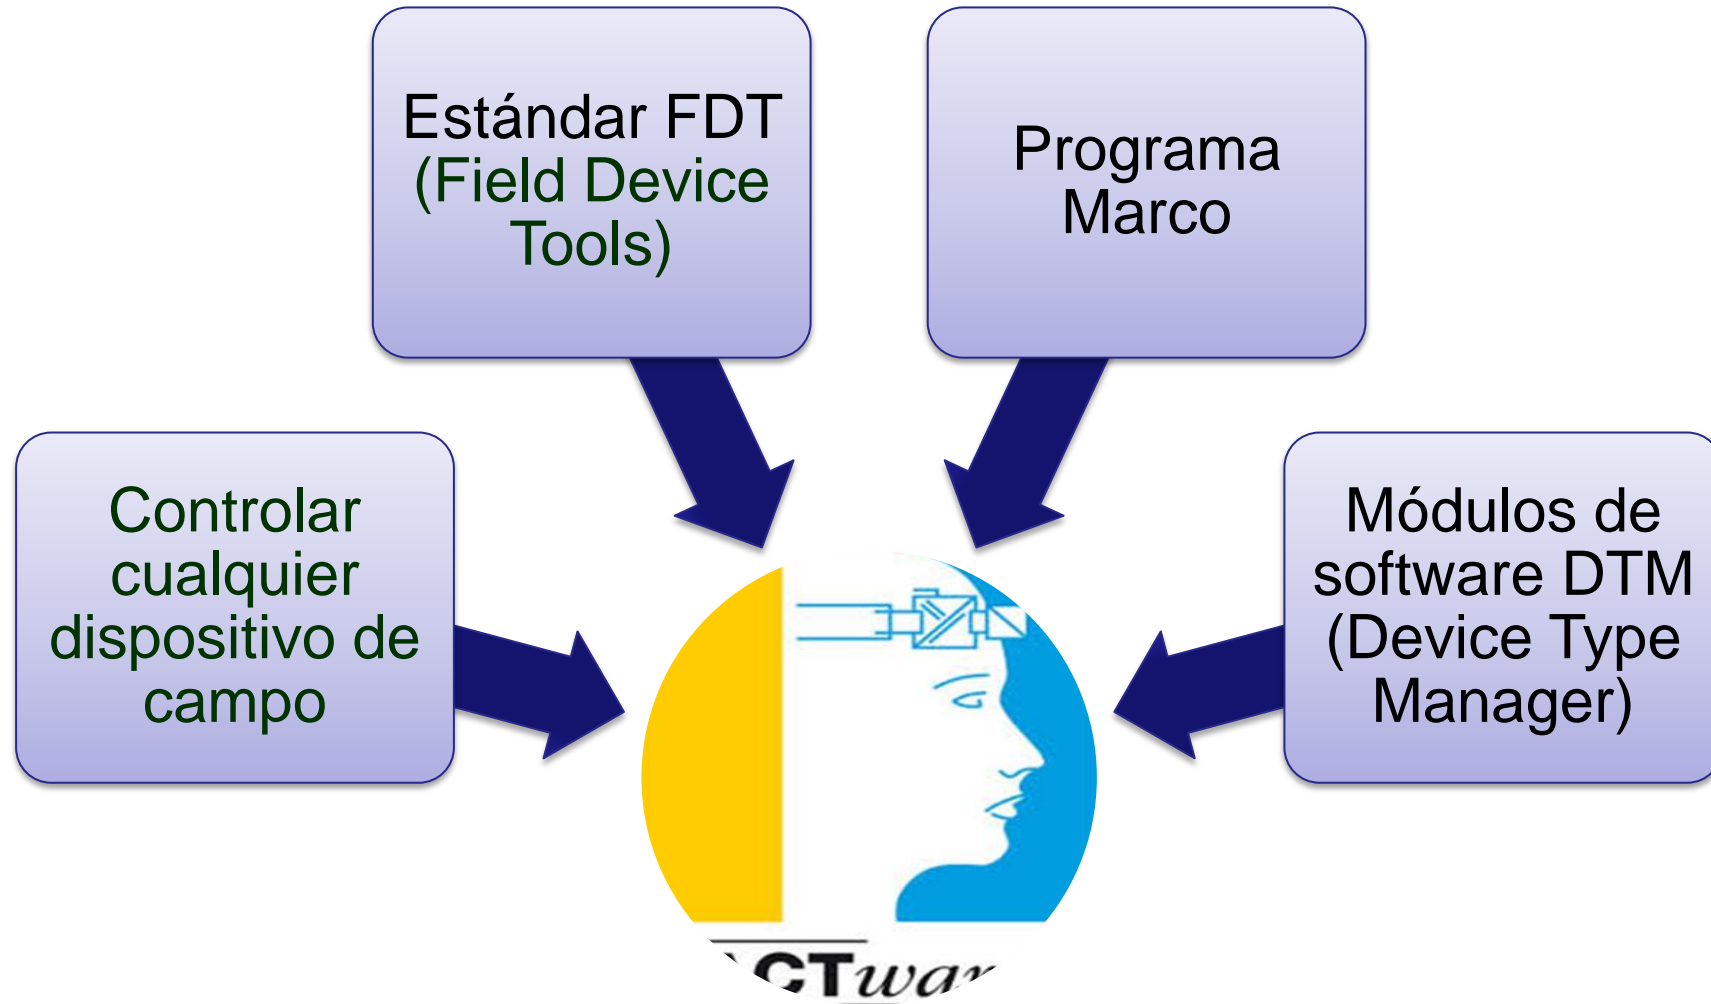 Estándar FDT
(Field Device
Tools)
Programa
Marco
Controlar
cualquier
dispositivo de
campo
Módulos de
software DTM
(Device Type
Manager)
CTwar